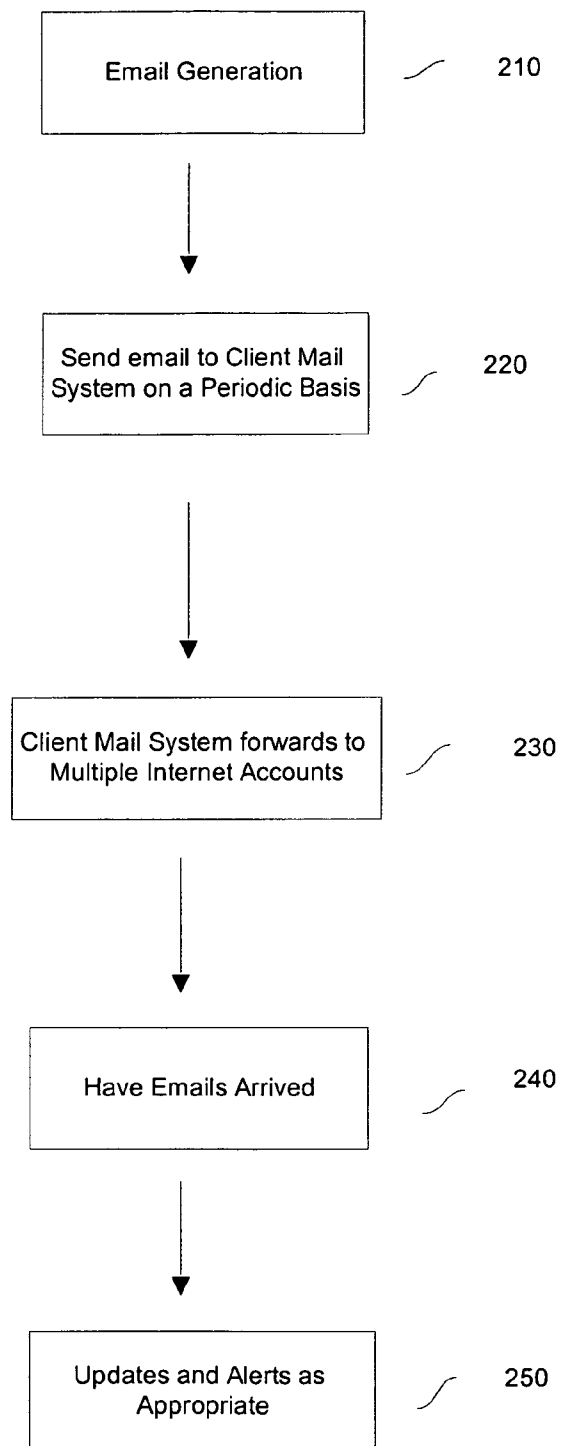 Email Generation
210
Send email to Client Mail
System on a Periodic Basis
220
Client Mail System forwards to
Multiple Internet Accounts
230
Have Emails Arrived
240
Updates and Alerts as
Appropriate
250